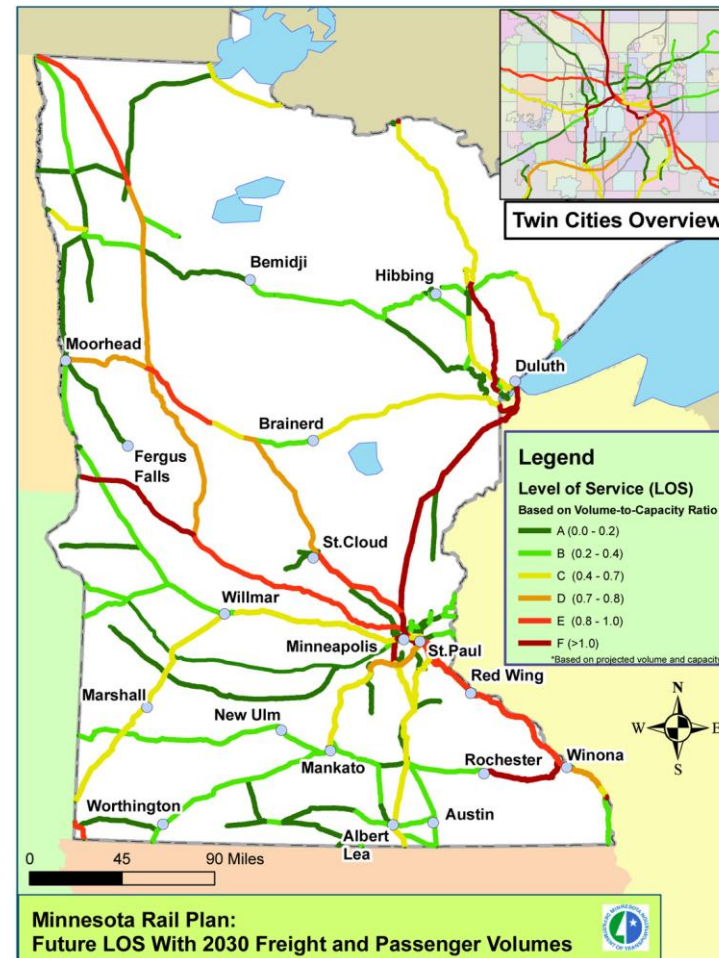 Twin Cities Overview
Bemidji
Hibbing
Moorhead
Duluth
Brainerd
Fergus
Falls
St.Cloud
Willmar
Minneapolis
St.Paul
Red Wing
Marshall
New Ulm
Mankato
Rochester
Winona
Worthington
Albert
Lea
Austin
Legend
Level of Service (LOS)
Based on Volume-to-Capacity Ratio
A (0.0 - 0.2)
B (0.2 - 0.4)
C (0.4 - 0.7)
D (0.7 - 0.8)
E (0.8 - 1.0)
F (>1.0)
*Based on projected volume and capacity
N
W
E
S
0 45 90 Miles
Minnesota Rail Plan:
Future LOS With 2030 Freight and Passenger Volumes